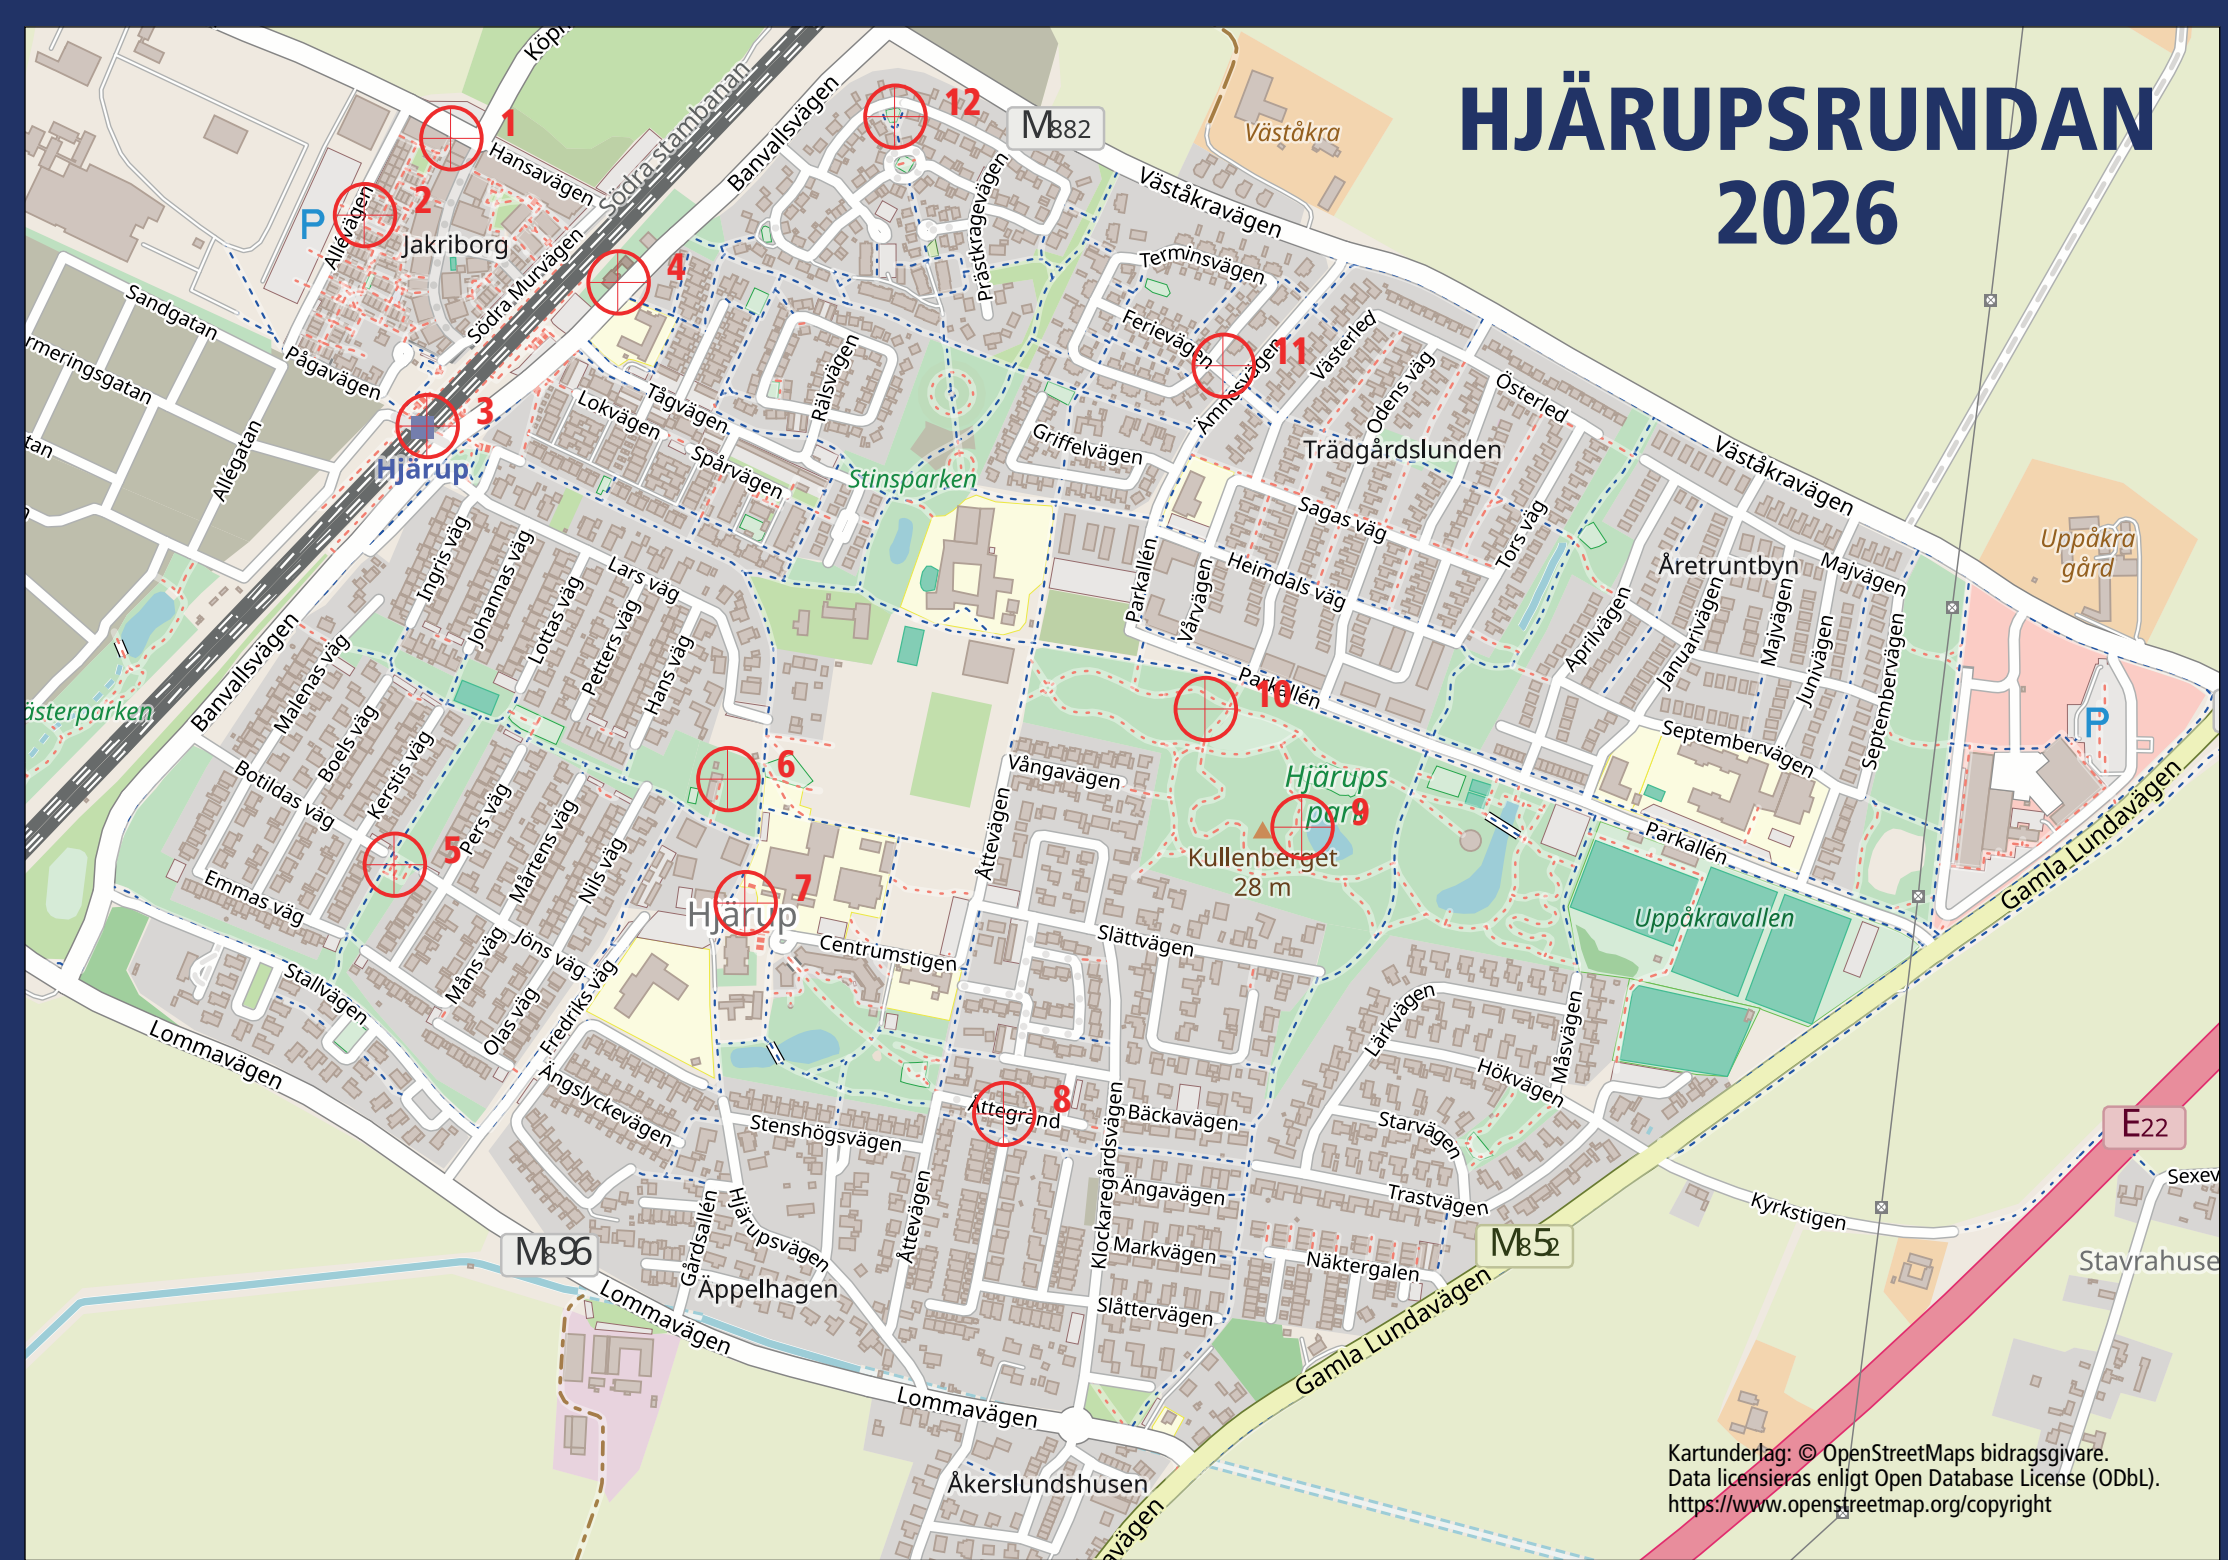 HJÄRUPSRUNDAN
2026
1
2
3
4
5
6
7
8
9
10
11
12
M882
M896
M852
E22
P
P
Hansavägen
Södra stambanan
Banvallsvägen
Allévägen
Jakriborg
Södra Murvägen
Sandgatan
Pågavägen
Allégatan
Hjärup
Tågvägen
Lokvägen
Spårvägen
Rälsvägen
Prästkragevägen
Stinsparken
Väståkra
Väståkravägen
Terminsvägen
Ferievägen
Ämnesvägen
Västerled
Odens väg
Österled
Griffelvägen
Trädgårdslunden
Sagas väg
Tors väg
Heimdals väg
Vårvägen
Parkallén
Parkallén
Väståkravägen
Uppåkra
gård
Åretruntbyn
Majvägen
Aprilvägen
Januarivägen
Majvägen
Junivägen
Septembervägen
Septembervägen
Parkallén
Gamla Lundavägen
Uppåkravallen
Ingris väg
Johannas väg
Lottas väg
Petters väg
Hans väg
Lars väg
Banvallsvägen
Malenas väg
Boels väg
Kerstis väg
Botildas väg
Emmas väg
Pers väg
Mårtens väg
Nils väg
Jöns väg
Måns väg
Olas väg
Fredriks väg
Stallvägen
Lommavägen
Ängslyckevägen
Hjärup
Centrumstigen
Vångavägen
Åttevägen
Hjärups
park
Kullenberget
28 m
Slättvägen
Lärkvägen
Måsvägen
Hökvägen
Starvägen
Trastvägen
Näktergalen
Åttegränd
Bäckavägen
Klockaregårdsvägen
Ängavägen
Markvägen
Slåttervägen
Stenshögsvägen
Åttevägen
Hjärupsvägen
Gårdsallén
Äppelhagen
Lommavägen
Lommavägen
Gamla Lundavägen
Åkerslundshusen
Kyrkstigen
Kartunderlag: © OpenStreetMaps bidragsgivare.
Data licensieras enligt Open Database License (ODbL).
https://www.openstreetmap.org/copyright